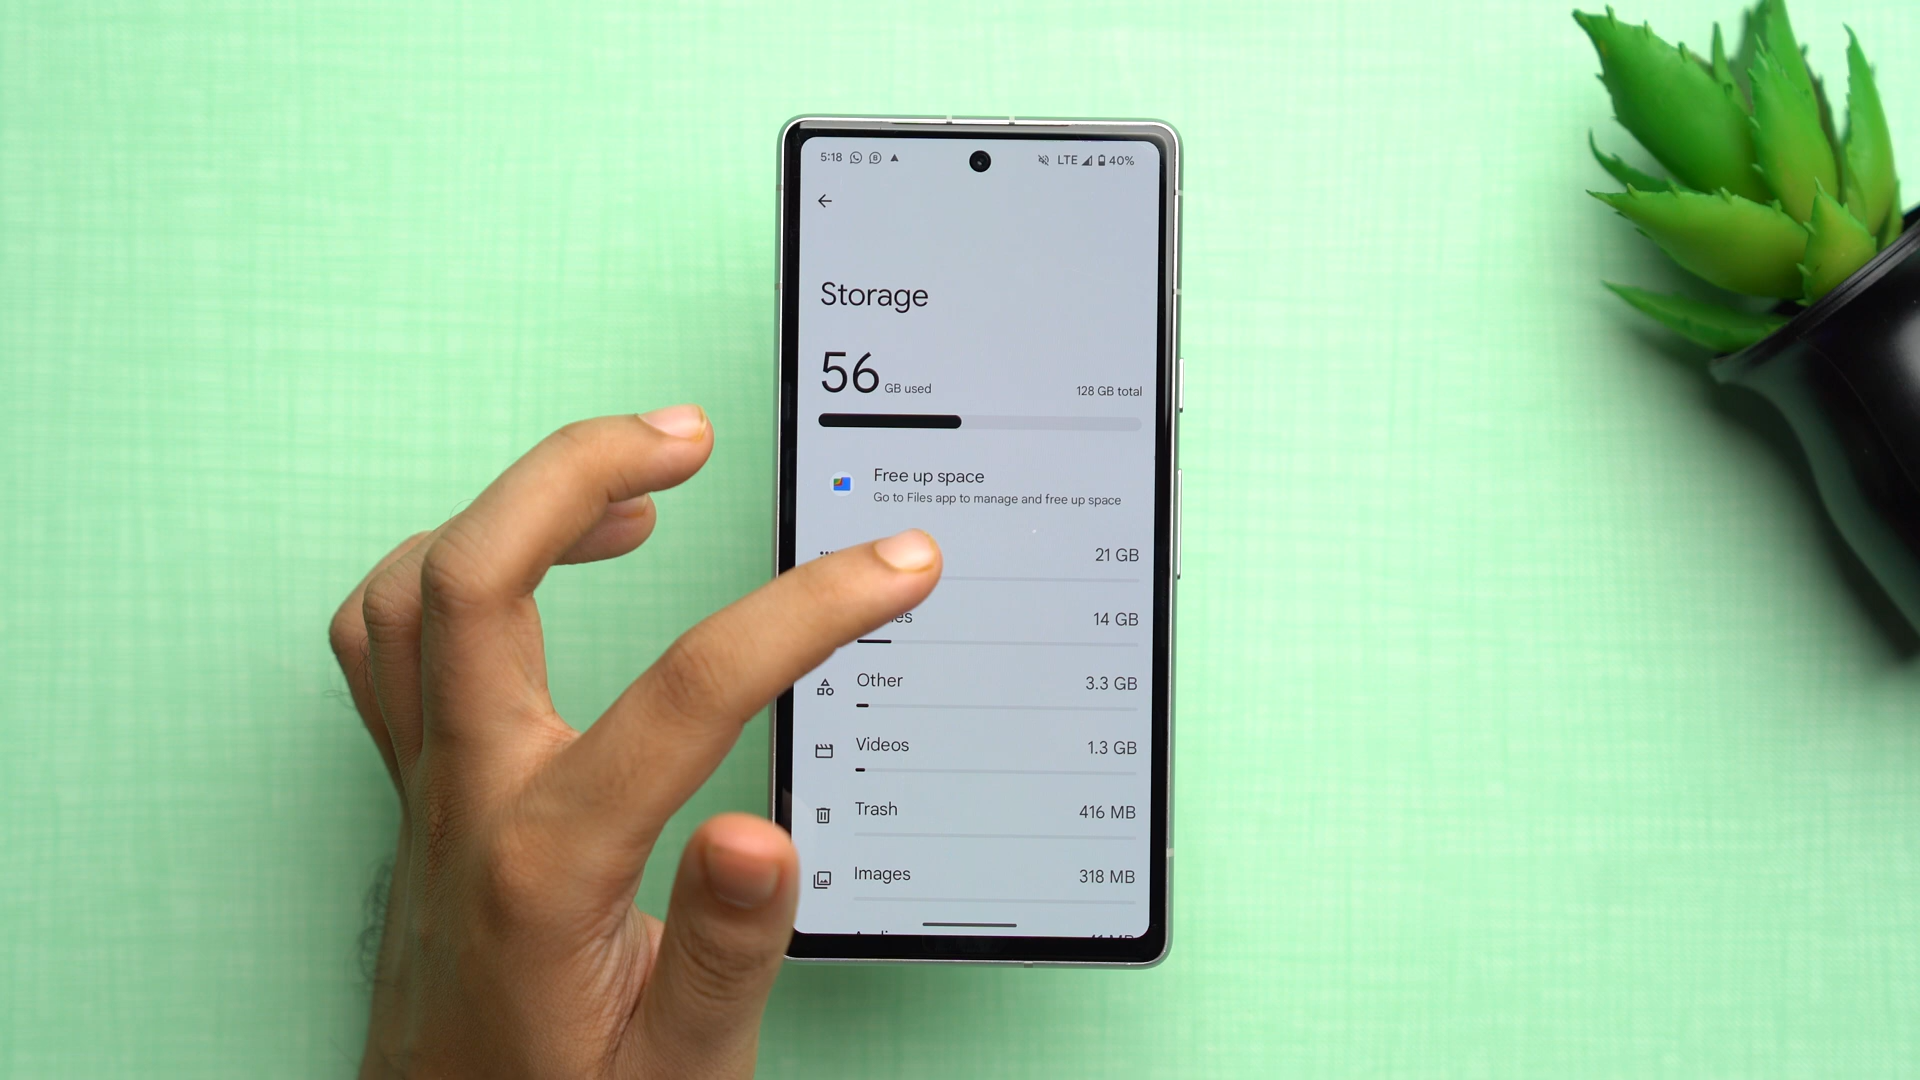 5:18 LTE 40%
Storage
56 GB used 128 GB total
Free up space
Go to Files app to manage and free up space
21 GB
14 GB
Other 3.3 GB
Videos 1.3 GB
Trash 416 MB
Images 318 MB